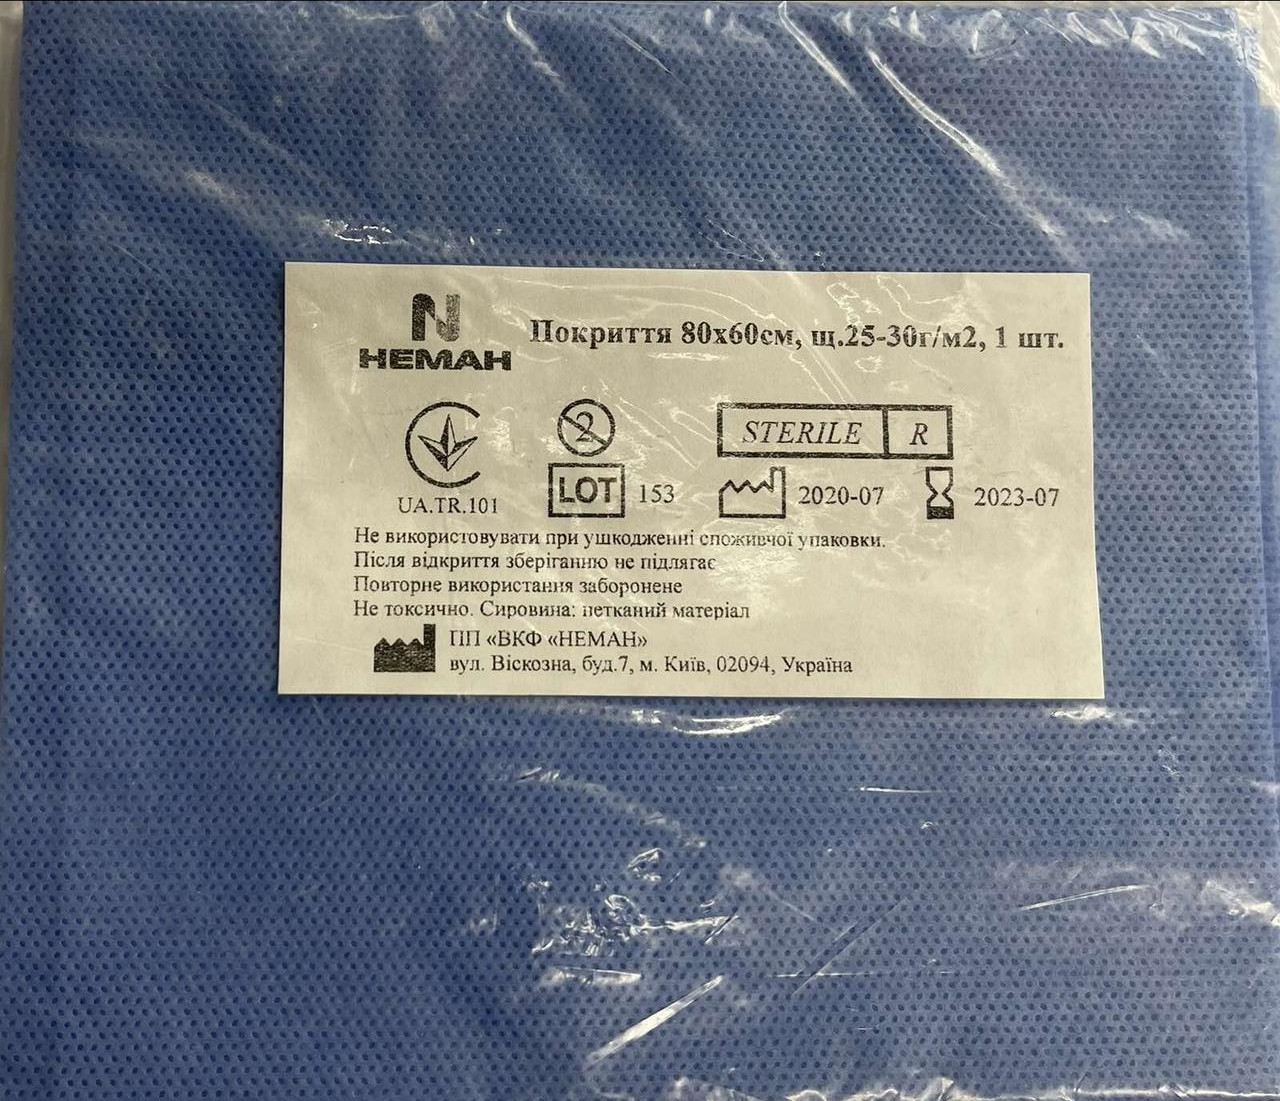 НЕМАН
Покриття 80х60см, щ.25-30г/м2, 1 шт.
2
STERILE R
UA.TR.101
LOT 153 2020-07 2023-07
Не використовувати при ушкодженні споживчої упаковки.
Після відкриття зберіганню не підлягає
Повторне використання заборонене
Не токсично. Сировина: нетканий матеріал
ПП «ВКФ «НЕМАН»
вул. Віскозна, буд.7, м. Київ, 02094, Україна